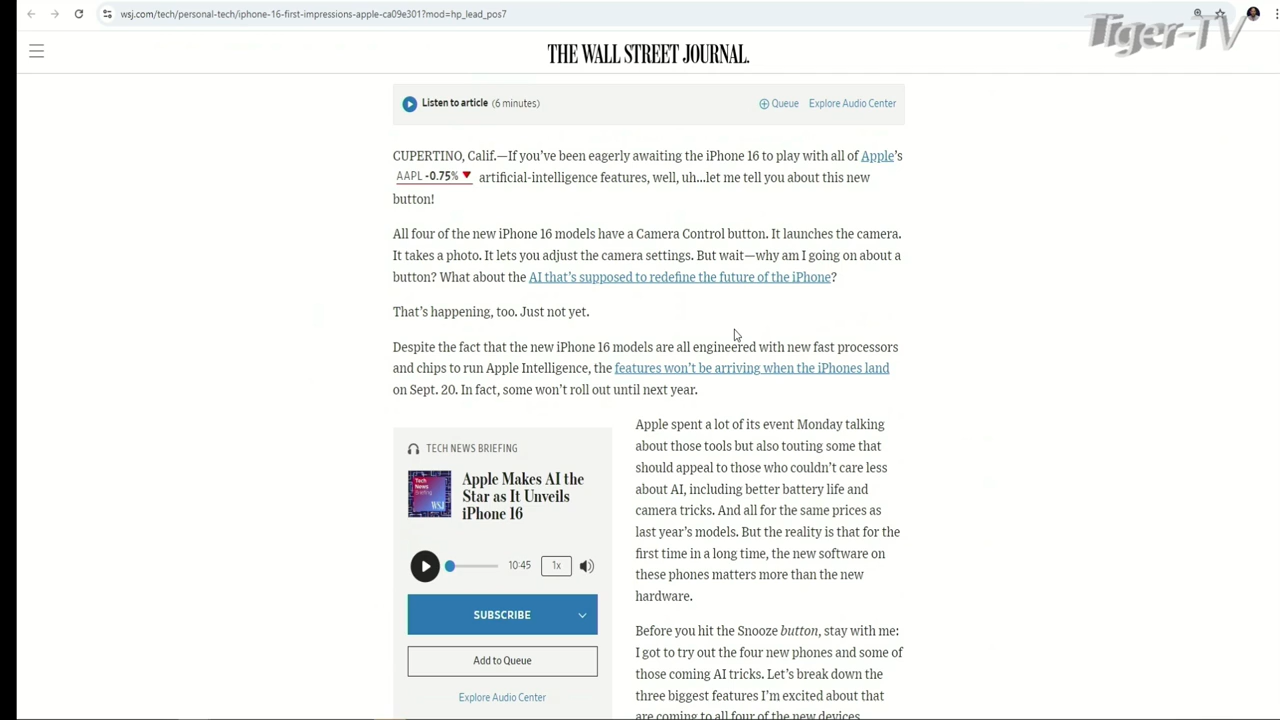 wsj.com/tech/personal-tech/iphone-16-first-impressions-apple-ca09e301?mod=hp_lead_pos7
Tiger-TV
THE WALL STREET JOURNAL.
Listen to article (6 minutes)
Queue
Explore Audio Center
CUPERTINO, Calif.—If you've been eagerly awaiting the iPhone 16 to play with all of Apple's
AAPL -0.75% artificial-intelligence features, well, uh...let me tell you about this new
button!
All four of the new iPhone 16 models have a Camera Control button. It launches the camera.
It takes a photo. It lets you adjust the camera settings. But wait—why am I going on about a
button? What about the AI that's supposed to redefine the future of the iPhone?
That's happening, too. Just not yet.
Despite the fact that the new iPhone 16 models are all engineered with new fast processors
and chips to run Apple Intelligence, the features won't be arriving when the iPhones land
on Sept. 20. In fact, some won't roll out until next year.
TECH NEWS BRIEFING
Tech
News
Briefing
WSJ
Apple Makes AI the
Star as It Unveils
iPhone 16
10:45
1x
SUBSCRIBE
Add to Queue
Explore Audio Center
Apple spent a lot of its event Monday talking
about those tools but also touting some that
should appeal to those who couldn't care less
about AI, including better battery life and
camera tricks. And all for the same prices as
last year's models. But the reality is that for the
first time in a long time, the new software on
these phones matters more than the new
hardware.
Before you hit the Snooze button, stay with me:
I got to try out the four new phones and some of
those coming AI tricks. Let's break down the
three biggest features I'm excited about that
are coming to all four of the new devices